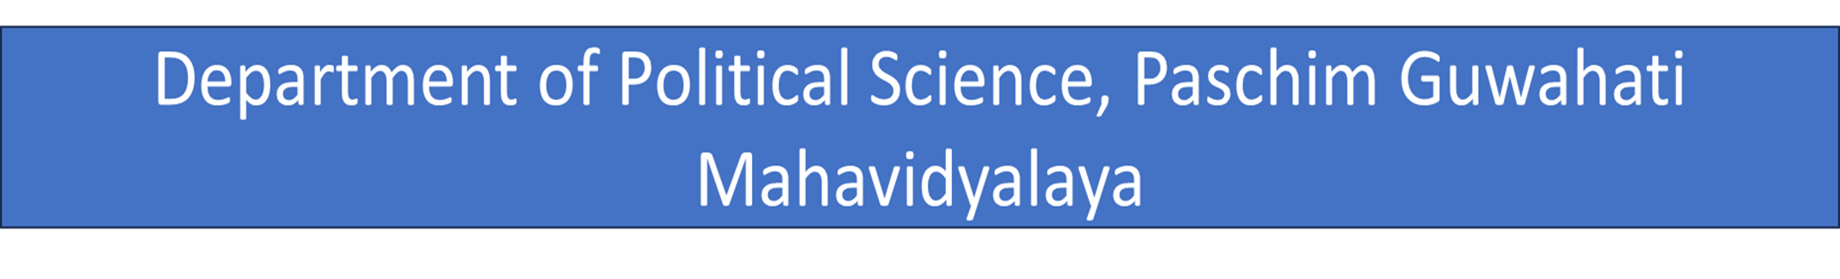 Department of Political Science, Paschim Guwahati
Mahavidyalaya